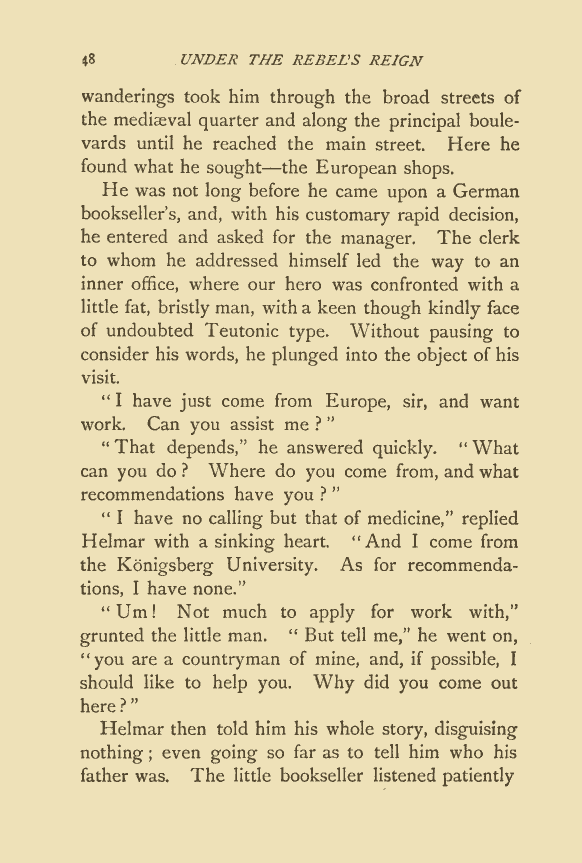 48 UNDER THE REBEL'S REIGN
wanderings took him through the broad streets of
the mediæval quarter and along the principal boule-
vards until he reached the main street. Here he
found what he sought—the European shops.
He was not long before he came upon a German
bookseller's, and, with his customary rapid decision,
he entered and asked for the manager. The clerk
to whom he addressed himself led the way to an
inner office, where our hero was confronted with a
little fat, bristly man, with a keen though kindly face
of undoubted Teutonic type. Without pausing to
consider his words, he plunged into the object of his
visit.
“I have just come from Europe, sir, and want
work. Can you assist me?”
“That depends,” he answered quickly. “What
can you do? Where do you come from, and what
recommendations have you?”
“I have no calling but that of medicine,” replied
Helmar with a sinking heart. “And I come from
the Königsberg University. As for recommenda-
tions, I have none.”
“Um! Not much to apply for work with,”
grunted the little man. “But tell me,” he went on,
“you are a countryman of mine, and, if possible, I
should like to help you. Why did you come out
here?”
Helmar then told him his whole story, disguising
nothing; even going so far as to tell him who his
father was. The little bookseller listened patiently